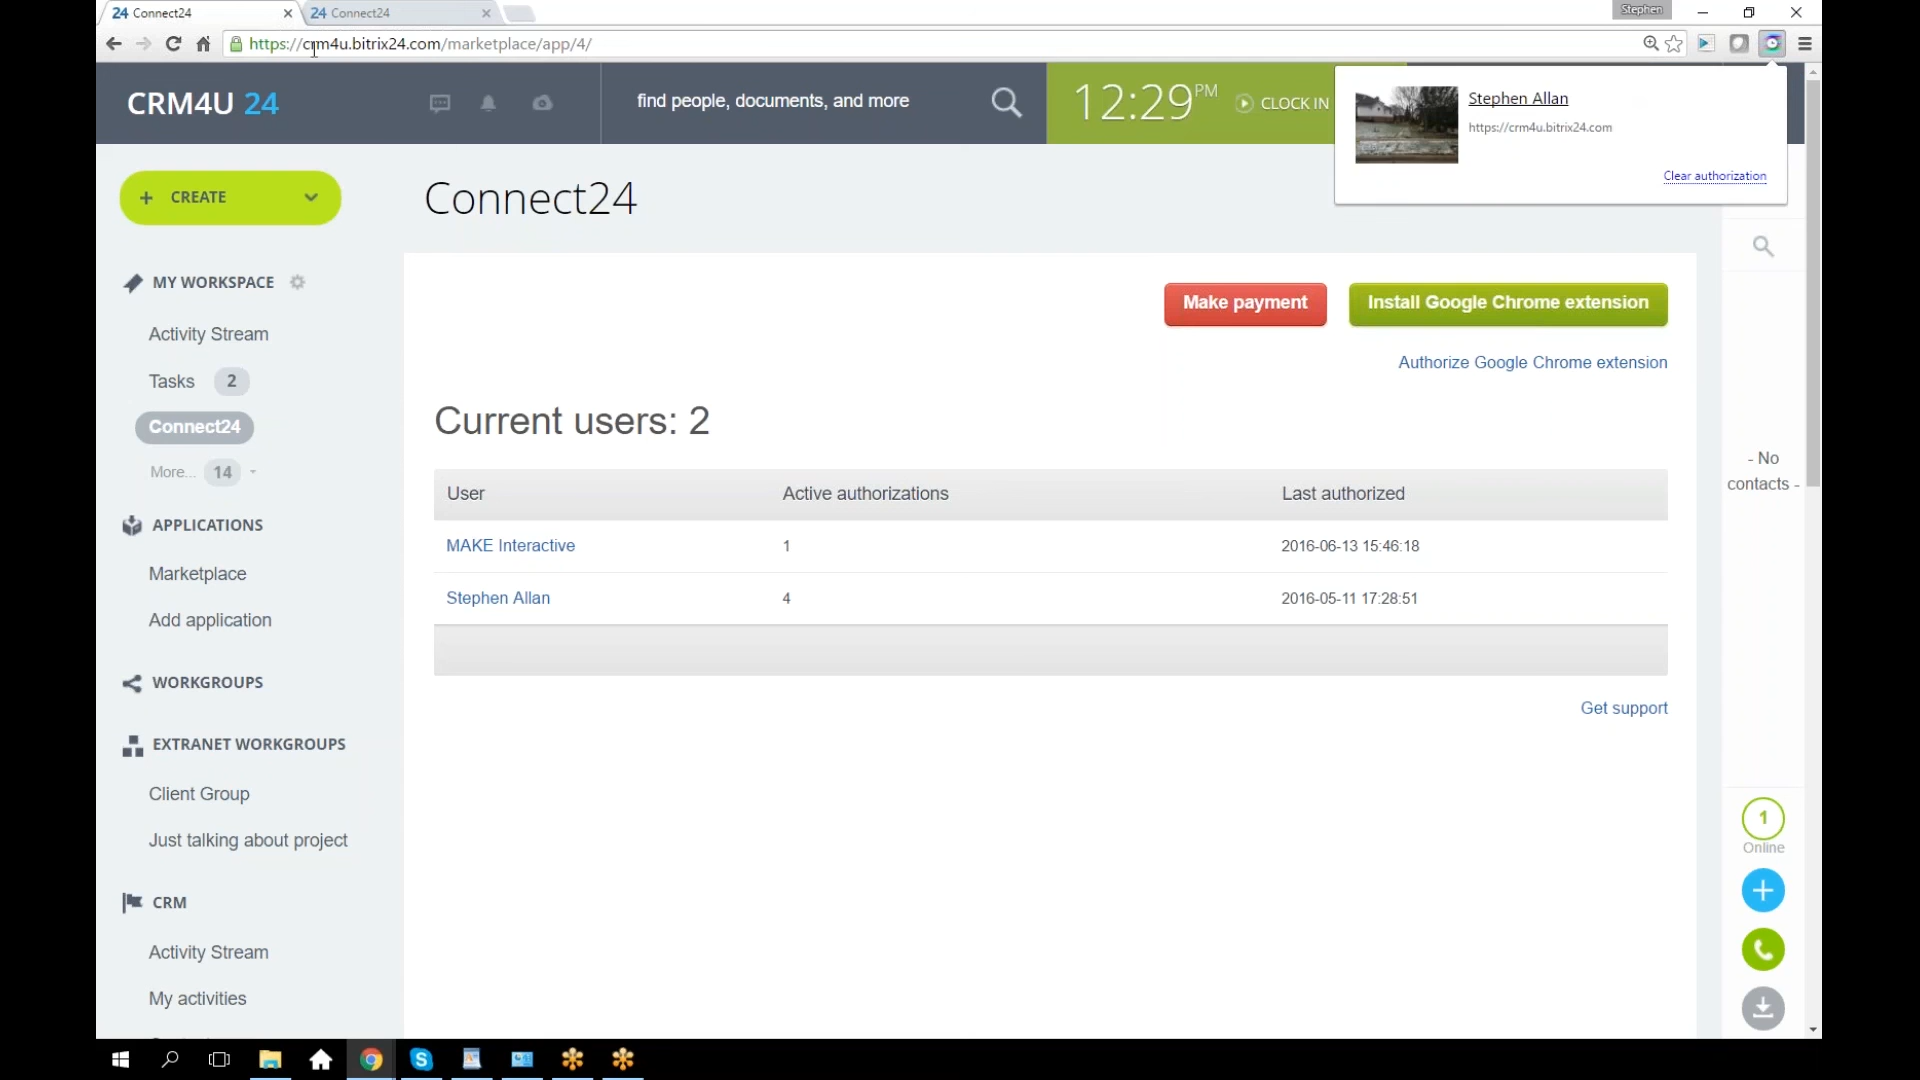 24 Connect24
24 Connect24
Stephen
https://crm4u.bitrix24.com/marketplace/app/4/
CRM4U 24
find people, documents, and more
12:29 PM
CLOCK IN
Stephen Allan
https://crm4u.bitrix24.com
Clear authorization
CREATE
Connect24
MY WORKSPACE
Activity Stream
Tasks 2
Connect24
More... 14
Make payment
Install Google Chrome extension
Authorize Google Chrome extension
Current users: 2
User Active authorizations Last authorized
MAKE Interactive 1 2016-06-13 15:46:18
Stephen Allan 4 2016-05-11 17:28:51
Get support
APPLICATIONS
Marketplace
Add application
WORKGROUPS
EXTRANET WORKGROUPS
Client Group
Just talking about project
CRM
Activity Stream
My activities
- No
contacts -
1
Online